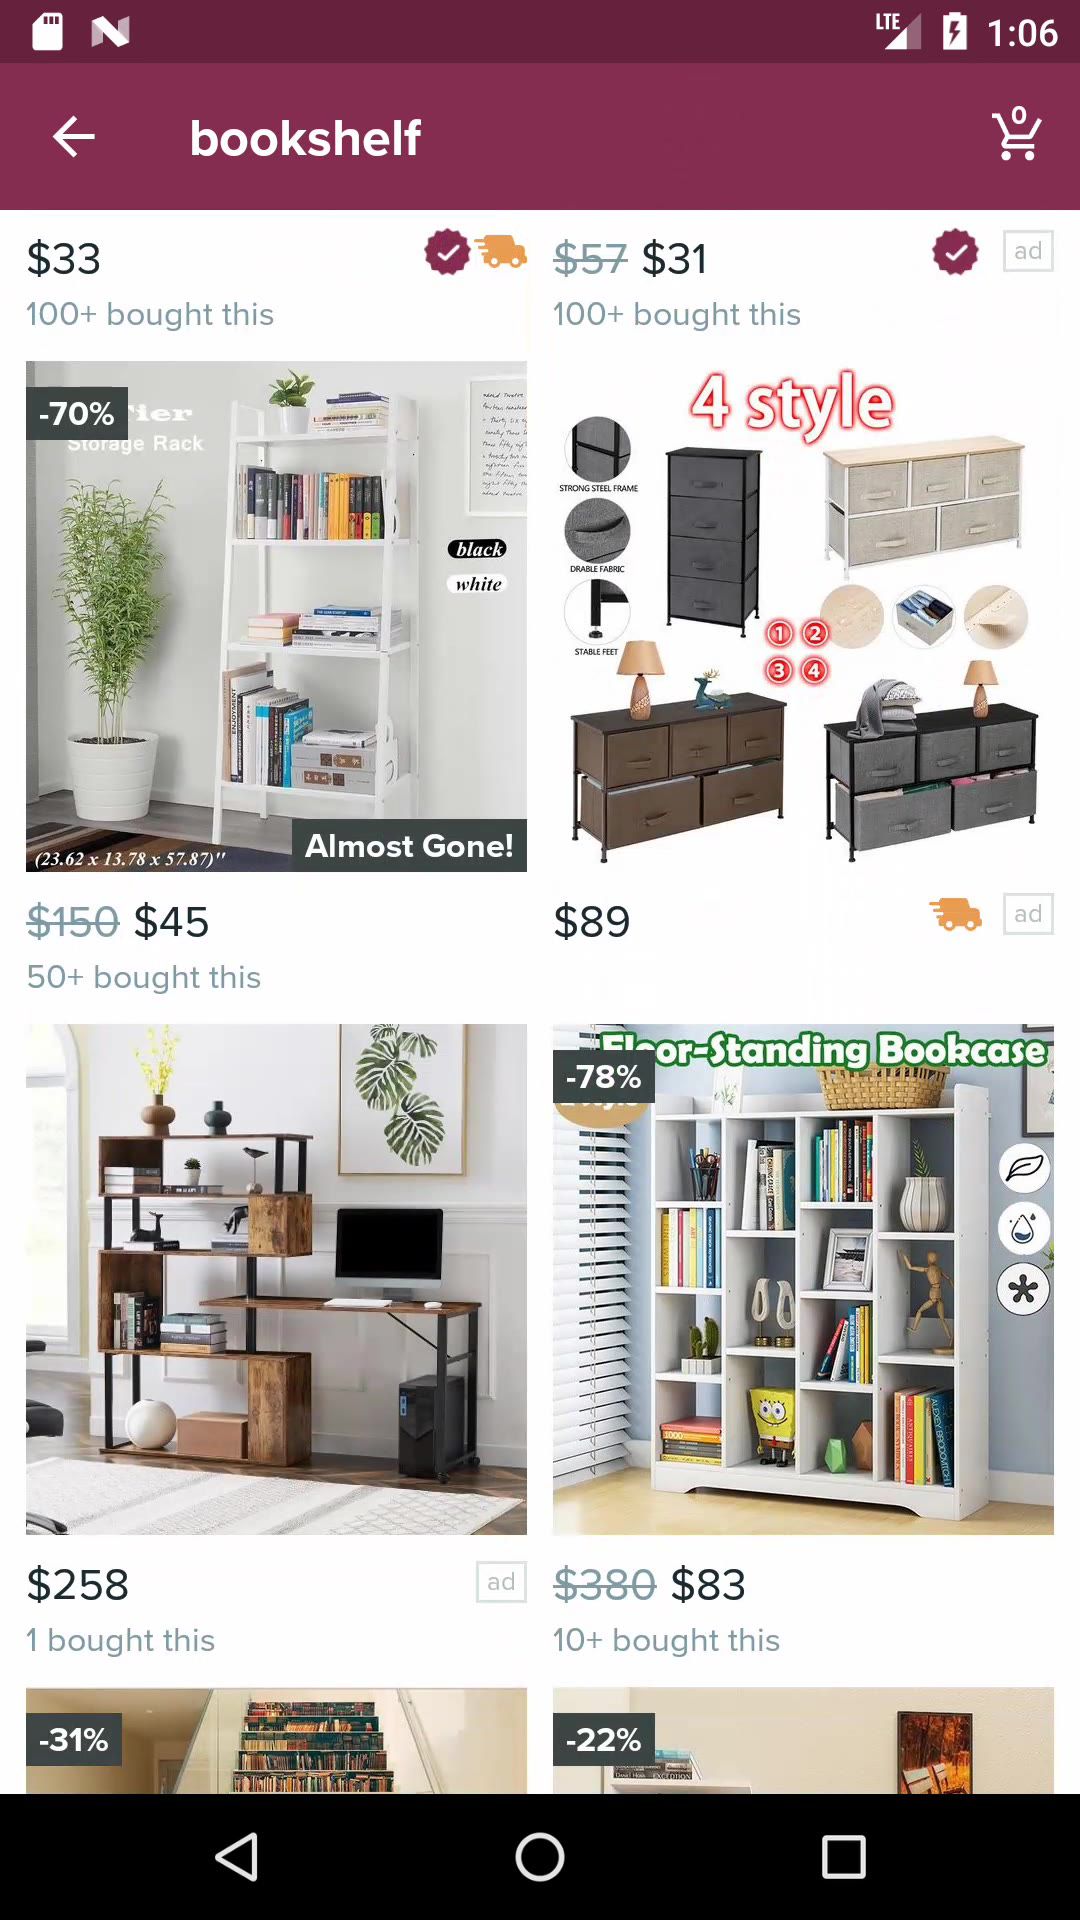 LTE 1:06
bookshelf
0
$33
100+ bought this
$57 $31 ad
100+ bought this
-70%
Tier
Storage Rack
black
white
Almost Gone!
(23.62 x 13.78 x 57.87)"
$150 $45
50+ bought this
4 style
STRONG STEEL FRAME
DRABLE FABRIC
STABLE FEET
1 2
3 4
$89 ad
$258 ad
1 bought this
Floor-Standing Bookcase
-78%
$380 $83
10+ bought this
-31%
-22%